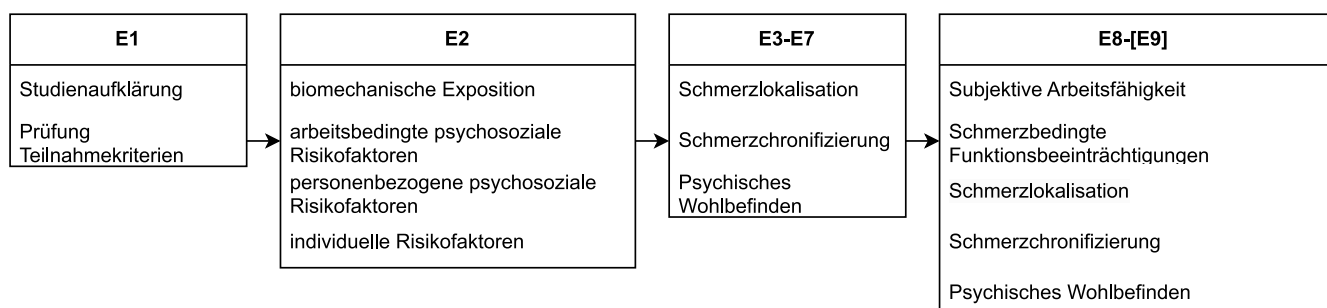 E1
Studienaufklärung
Prüfung
Teilnahmekriterien
E2
biomechanische Exposition
arbeitsbedingte psychosoziale
Risikofaktoren
personenbezogene psychosoziale
Risikofaktoren
individuelle Risikofaktoren
E3-E7
Schmerzlokalisation
Schmerzchronifizierung
Psychisches
Wohlbefinden
E8-[E9]
Subjektive Arbeitsfähigkeit
Schmerzbedingte
Funktionsbeeinträchtigungen
Schmerzlokalisation
Schmerzchronifizierung
Psychisches Wohlbefinden